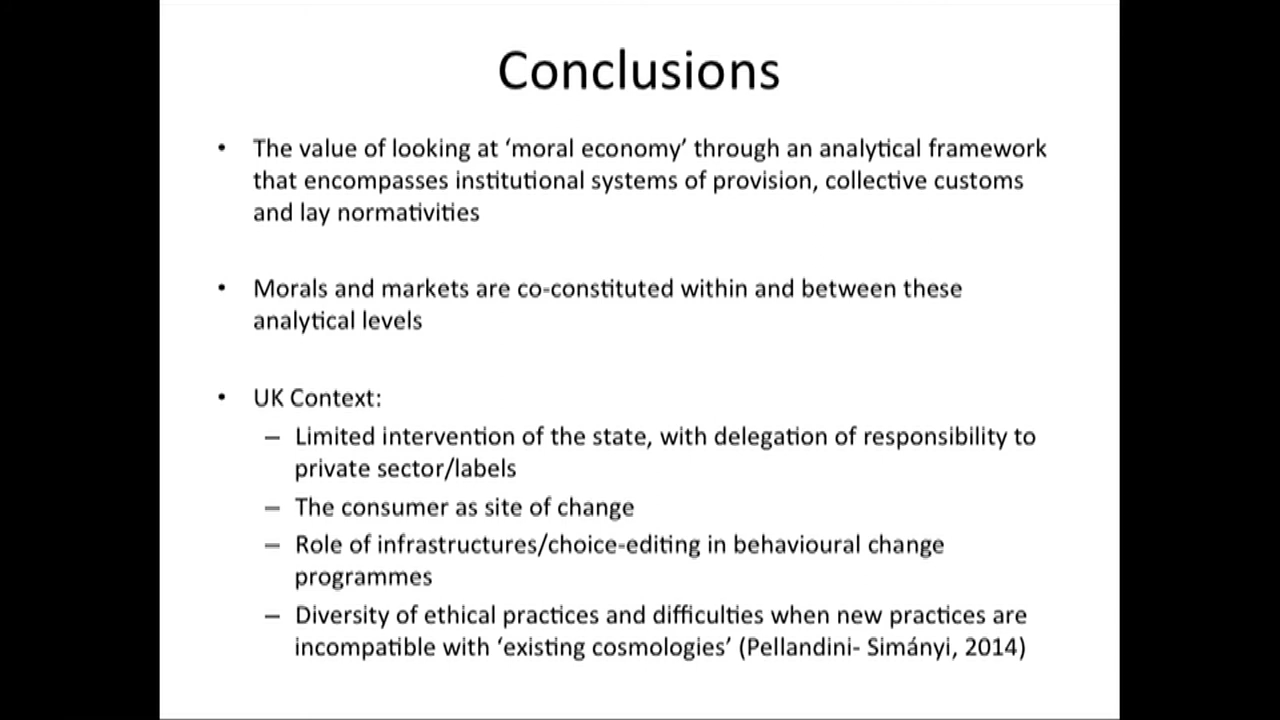 Conclusions
• The value of looking at ‘moral economy’ through an analytical framework
that encompasses institutional systems of provision, collective customs
and lay normativities
• Morals and markets are co-constituted within and between these
analytical levels
• UK Context:
– Limited intervention of the state, with delegation of responsibility to
private sector/labels
– The consumer as site of change
– Role of infrastructures/choice-editing in behavioural change
programmes
– Diversity of ethical practices and difficulties when new practices are
incompatible with ‘existing cosmologies’ (Pellandini- Simányi, 2014)